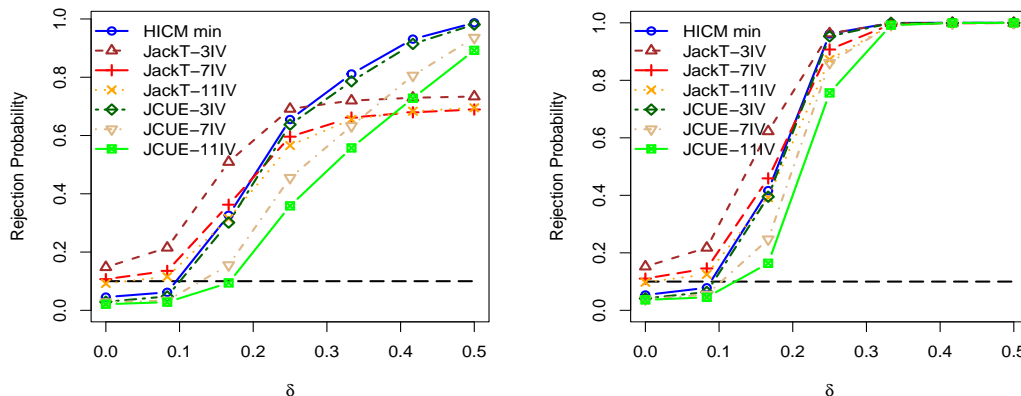 Rejection Probability
1.0
0.8
0.6
0.4
0.2
0.0
HICM min
JackT−3IV
JackT−7IV
JackT−11IV
JCUE−3IV
JCUE−7IV
JCUE−11IV
0.0 0.1 0.2 0.3 0.4 0.5
δ
Rejection Probability
1.0
0.8
0.6
0.4
0.2
0.0
HICM min
JackT−3IV
JackT−7IV
JackT−11IV
JCUE−3IV
JCUE−7IV
JCUE−11IV
0.0 0.1 0.2 0.3 0.4 0.5
δ